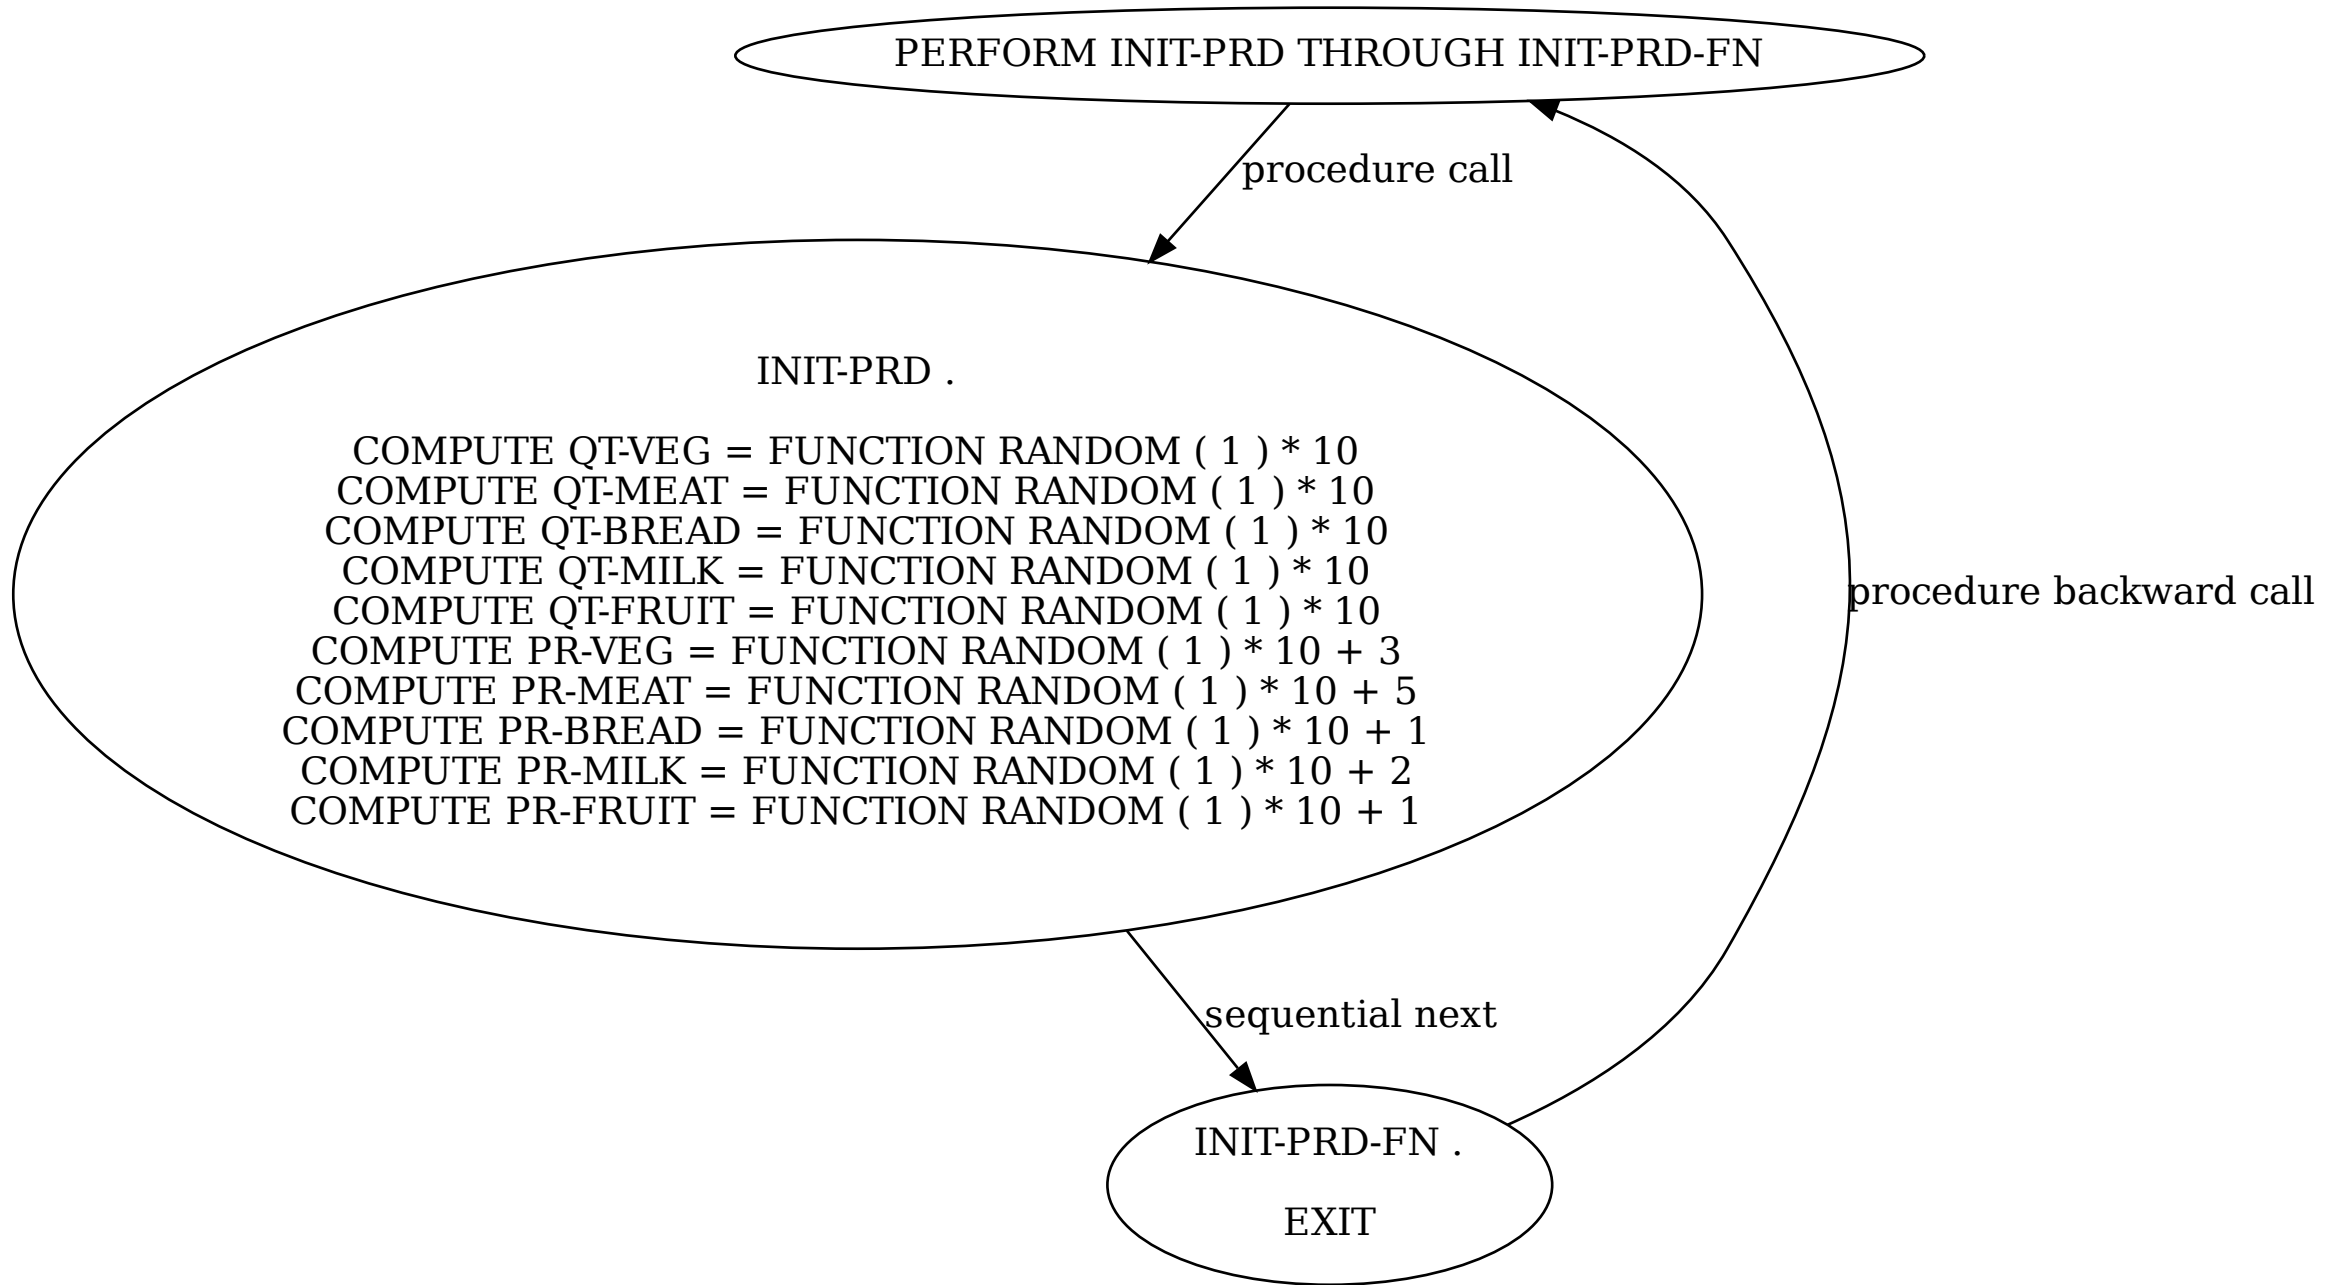 PERFORM INIT-PRD THROUGH INIT-PRD-FN
procedure call
INIT-PRD .
COMPUTE QT-VEG = FUNCTION RANDOM ( 1 ) * 10
COMPUTE QT-MEAT = FUNCTION RANDOM ( 1 ) * 10
COMPUTE QT-BREAD = FUNCTION RANDOM ( 1 ) * 10
COMPUTE QT-MILK = FUNCTION RANDOM ( 1 ) * 10
COMPUTE QT-FRUIT = FUNCTION RANDOM ( 1 ) * 10
COMPUTE PR-VEG = FUNCTION RANDOM ( 1 ) * 10 + 3
COMPUTE PR-MEAT = FUNCTION RANDOM ( 1 ) * 10 + 5
COMPUTE PR-BREAD = FUNCTION RANDOM ( 1 ) * 10 + 1
COMPUTE PR-MILK = FUNCTION RANDOM ( 1 ) * 10 + 2
COMPUTE PR-FRUIT = FUNCTION RANDOM ( 1 ) * 10 + 1
procedure backward call
sequential next
INIT-PRD-FN .
EXIT